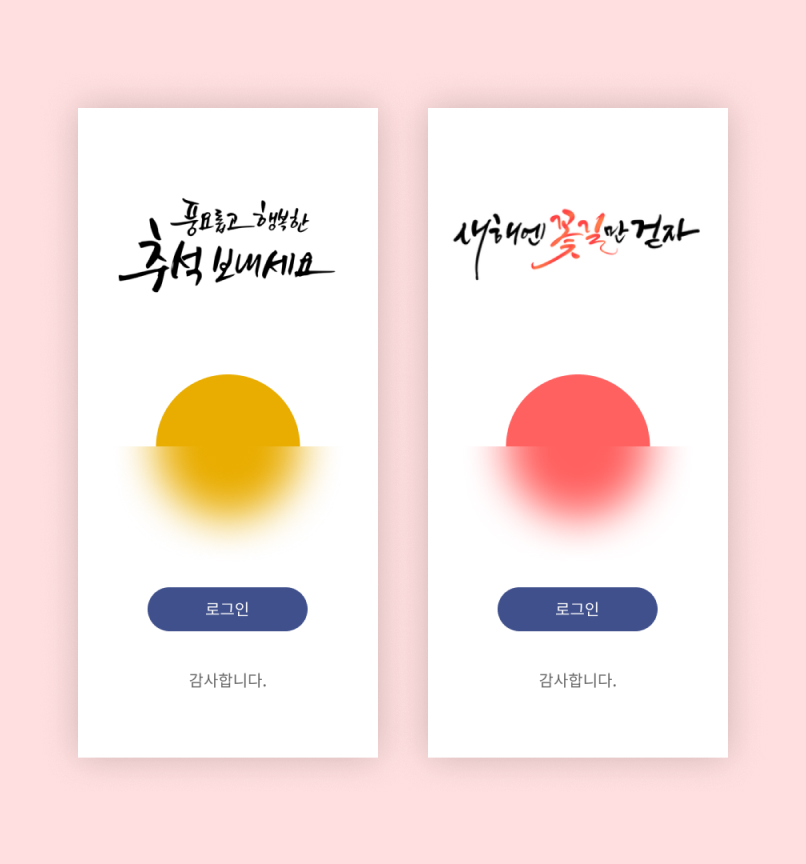 풍요롭고 행복한
추석 보내세요
로그인
감사합니다.
새해엔 꽃길만 걷자
로그인
감사합니다.